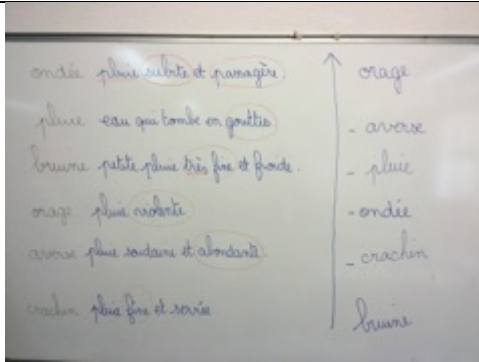 ondée pluie subite et passagère
pluie eau qui tombe en gouttes
bruine petite pluie très fine et froide.
orage pluie violente
averse pluie soudaine et abondante
crachin pluie fine et serrée
orage
- averse
- pluie
- ondée
- crachin
bruine